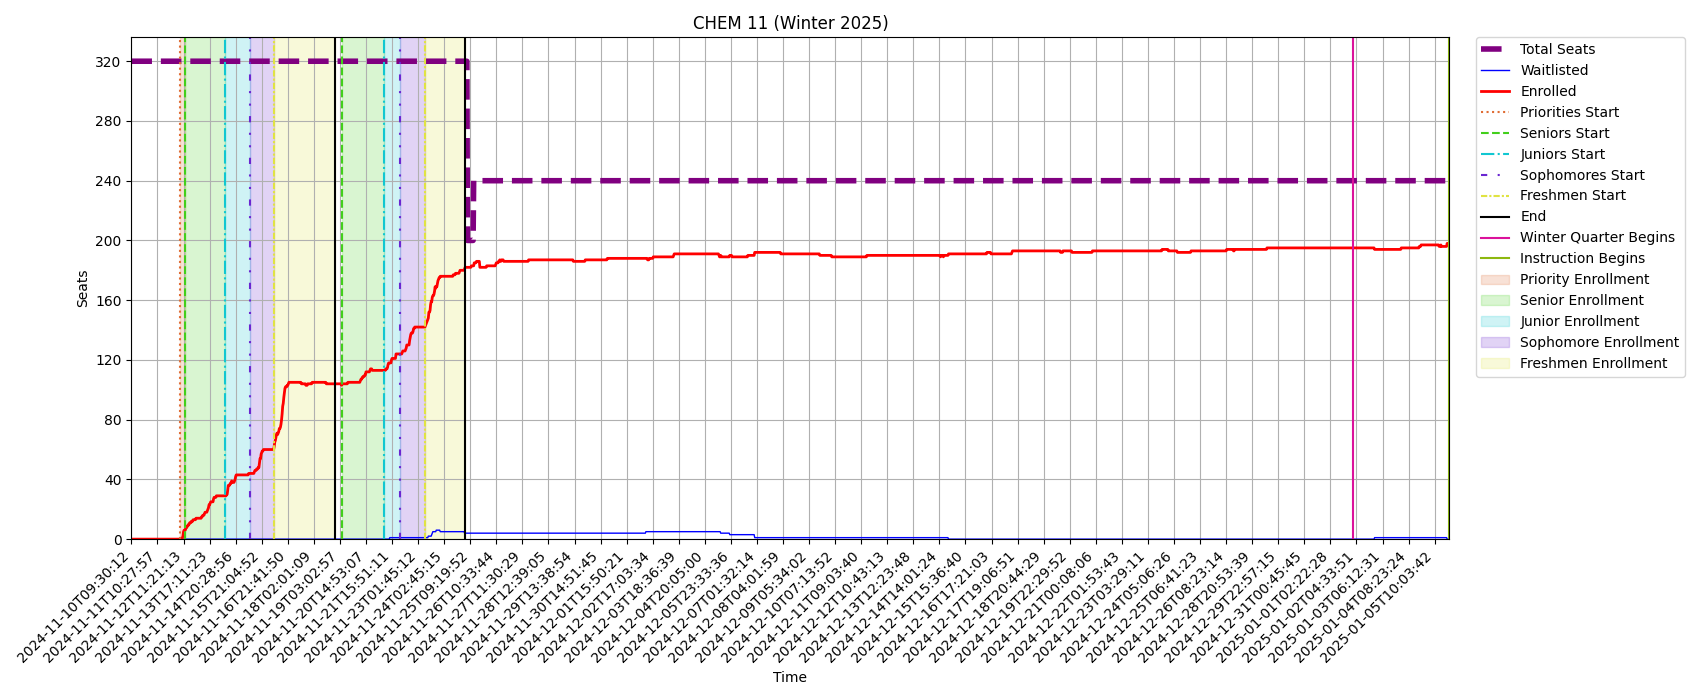 CHEM 11 (Winter 2025)
Seats
320
280
240
200
160
120
80
40
0
2024-11-10T09:30:12
2024-11-11T10:27:57
2024-11-12T11:21:13
2024-11-13T17:11:23
2024-11-14T20:28:56
2024-11-15T21:04:52
2024-11-16T21:41:50
2024-11-18T02:01:09
2024-11-19T03:02:57
2024-11-20T14:53:07
2024-11-21T15:51:11
2024-11-23T01:45:12
2024-11-24T02:45:15
2024-11-25T09:19:52
2024-11-26T10:33:44
2024-11-27T11:30:29
2024-11-28T12:39:05
2024-11-29T13:38:54
2024-11-30T14:51:45
2024-12-01T15:50:21
2024-12-02T17:03:34
2024-12-03T18:36:39
2024-12-04T20:05:00
2024-12-05T23:33:36
2024-12-07T01:32:14
2024-12-08T04:01:59
2024-12-09T05:34:02
2024-12-10T07:13:52
2024-12-11T09:03:40
2024-12-12T10:43:13
2024-12-13T12:23:48
2024-12-14T14:01:24
2024-12-15T15:36:40
2024-12-16T17:21:03
2024-12-17T19:06:51
2024-12-18T20:44:29
2024-12-19T22:29:52
2024-12-21T00:08:06
2024-12-22T01:53:43
2024-12-23T03:29:11
2024-12-24T05:06:26
2024-12-25T06:41:23
2024-12-26T08:23:14
2024-12-28T20:53:39
2024-12-29T22:57:15
2024-12-31T00:45:45
2025-01-01T02:22:28
2025-01-02T04:33:51
2025-01-03T06:12:31
2025-01-04T08:23:24
2025-01-05T10:03:42
Time
Total Seats
Waitlisted
Enrolled
Priorities Start
Seniors Start
Juniors Start
Sophomores Start
Freshmen Start
End
Winter Quarter Begins
Instruction Begins
Priority Enrollment
Senior Enrollment
Junior Enrollment
Sophomore Enrollment
Freshmen Enrollment